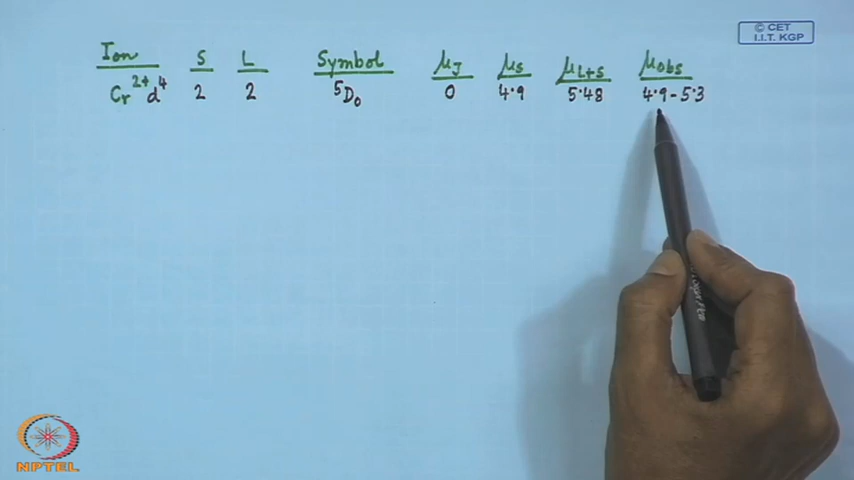 © CET
I.I.T. KGP
Ion S L Symbol μJ μS μL+S μobs
Cr²⁺ d⁴ 2 2 ⁵D₀ 0 4.9 5.48 4.9 - 5.3
NPTEL